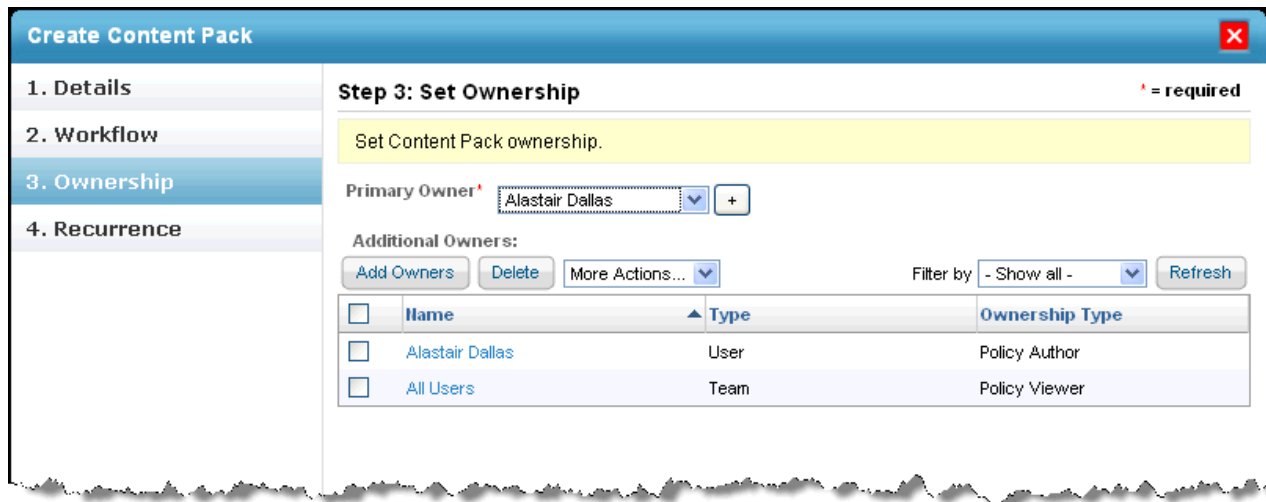 Create Content Pack
1. Details
2. Workflow
3. Ownership
4. Recurrence
Step 3: Set Ownership
* = required
Set Content Pack ownership.
Primary Owner* Alastair Dallas +
Additional Owners:
Add Owners Delete More Actions... Filter by - Show all - Refresh
Name Type Ownership Type
Alastair Dallas User Policy Author
All Users Team Policy Viewer